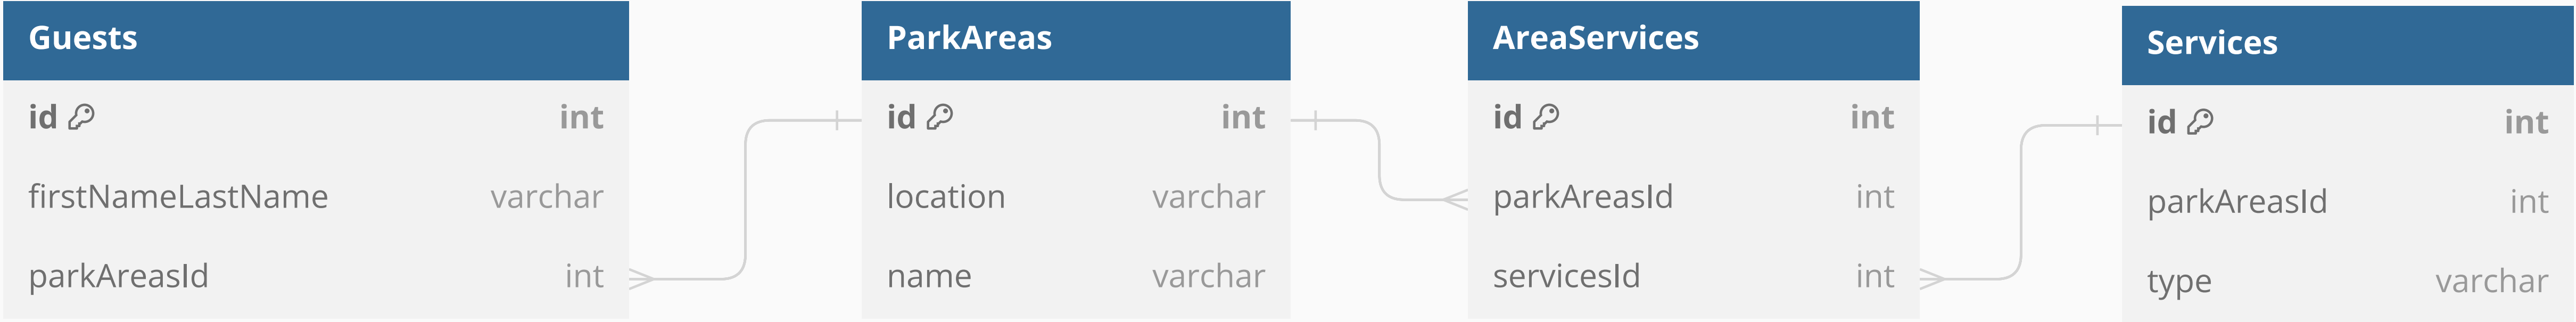 Guests
id int
firstNameLastName varchar
parkAreasId int
ParkAreas
id int
location varchar
name varchar
AreaServices
id int
parkAreasId int
servicesId int
Services
id int
parkAreasId int
type varchar